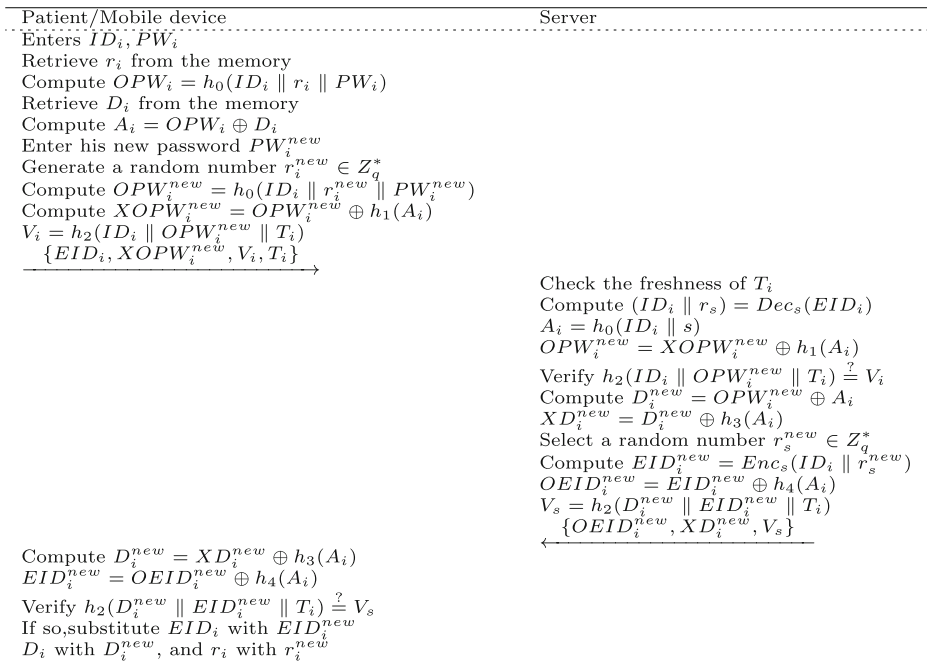 Patient/Mobile device Server
Enters ID_i, PW_i
Retrieve r_i from the memory
Compute OPW_i = h_0(ID_i ∥ r_i ∥ PW_i)
Retrieve D_i from the memory
Compute A_i = OPW_i ⊕ D_i
Enter his new password PW_i^{new}
Generate a random number r_i^{new} ∈ Z_q^*
Compute OPW_i^{new} = h_0(ID_i ∥ r_i^{new} ∥ PW_i^{new})
Compute XOPW_i^{new} = OPW_i^{new} ⊕ h_1(A_i)
V_i = h_2(ID_i ∥ OPW_i^{new} ∥ T_i)
{EID_i, XOPW_i^{new}, V_i, T_i}
Check the freshness of T_i
Compute (ID_i ∥ r_s) = Dec_s(EID_i)
A_i = h_0(ID_i ∥ s)
OPW_i^{new} = XOPW_i^{new} ⊕ h_1(A_i)
Verify h_2(ID_i ∥ OPW_i^{new} ∥ T_i) ≟ V_i
Compute D_i^{new} = OPW_i^{new} ⊕ A_i
XD_i^{new} = D_i^{new} ⊕ h_3(A_i)
Select a random number r_s^{new} ∈ Z_q^*
Compute EID_i^{new} = Enc_s(ID_i ∥ r_s^{new})
OEID_i^{new} = EID_i^{new} ⊕ h_4(A_i)
V_s = h_2(D_i^{new} ∥ EID_i^{new} ∥ T_i)
{OEID_i^{new}, XD_i^{new}, V_s}
Compute D_i^{new} = XD_i^{new} ⊕ h_3(A_i)
EID_i^{new} = OEID_i^{new} ⊕ h_4(A_i)
Verify h_2(D_i^{new} ∥ EID_i^{new} ∥ T_i) ≟ V_s
If so,substitute EID_i with EID_i^{new}
D_i with D_i^{new}, and r_i with r_i^{new}